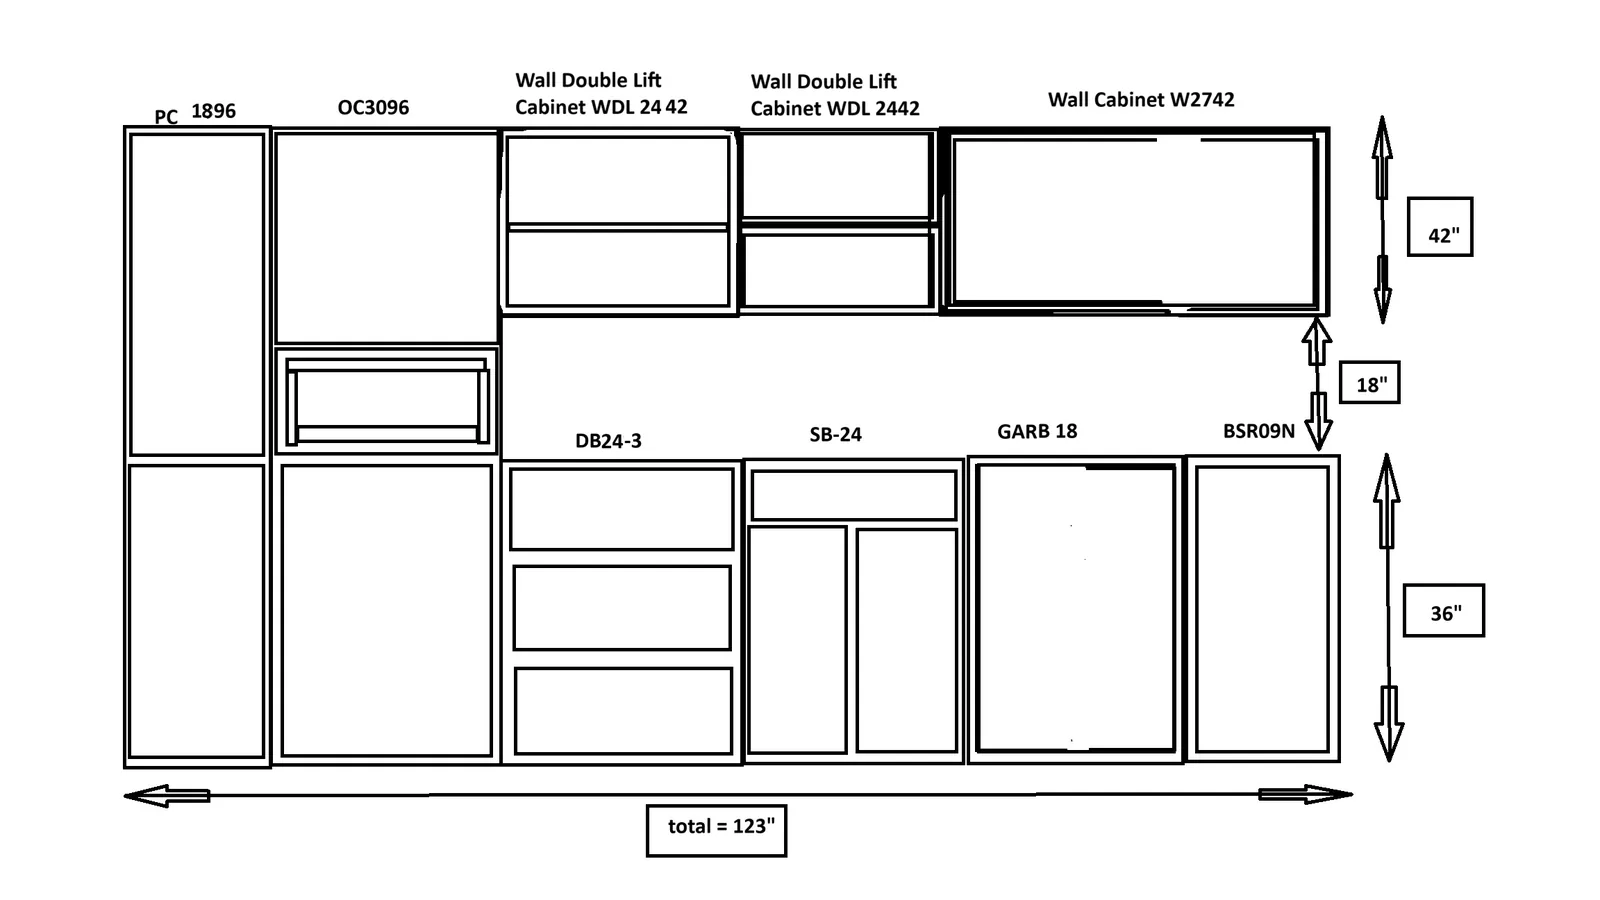 PC 1896
OC3096
Wall Double Lift
Cabinet WDL 24 42
Wall Double Lift
Cabinet WDL 2442
Wall Cabinet W2742
42"
18"
DB24-3
SB-24
GARB 18
BSR09N
36"
total = 123"